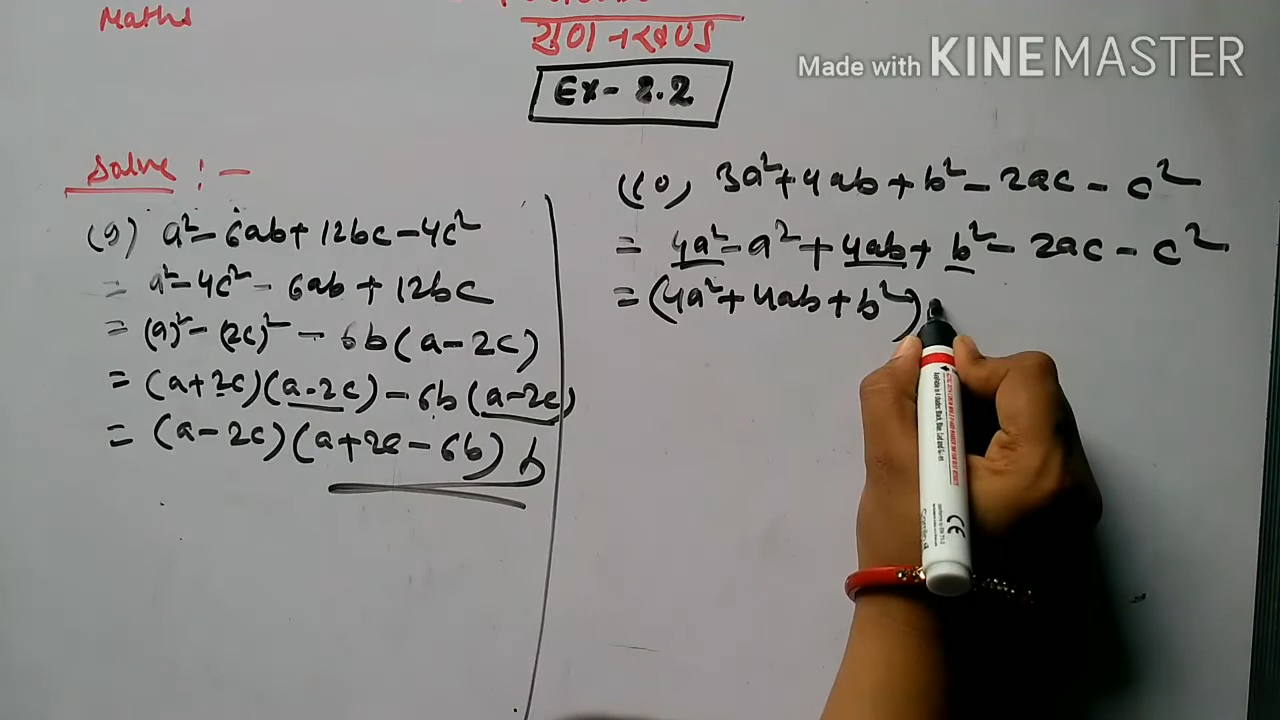 Maths
गुणनखण्ड
Ex- 2.2
Made with KINEMASTER
Solve :-
(9) a²- 6ab+ 12bc-4c²
= a²-4c² - 6ab + 12bc
= (a)²- (2c)² - 6b(a-2c)
= (a+2c)(a-2c)-6b(a-2c)
= (a-2c)(a+2c-6b)
(10) 3a²+4ab+b²-2ac-c²
= 4a²-a²+4ab+b²-2ac-c²
= (4a²+4ab+b²)
CE